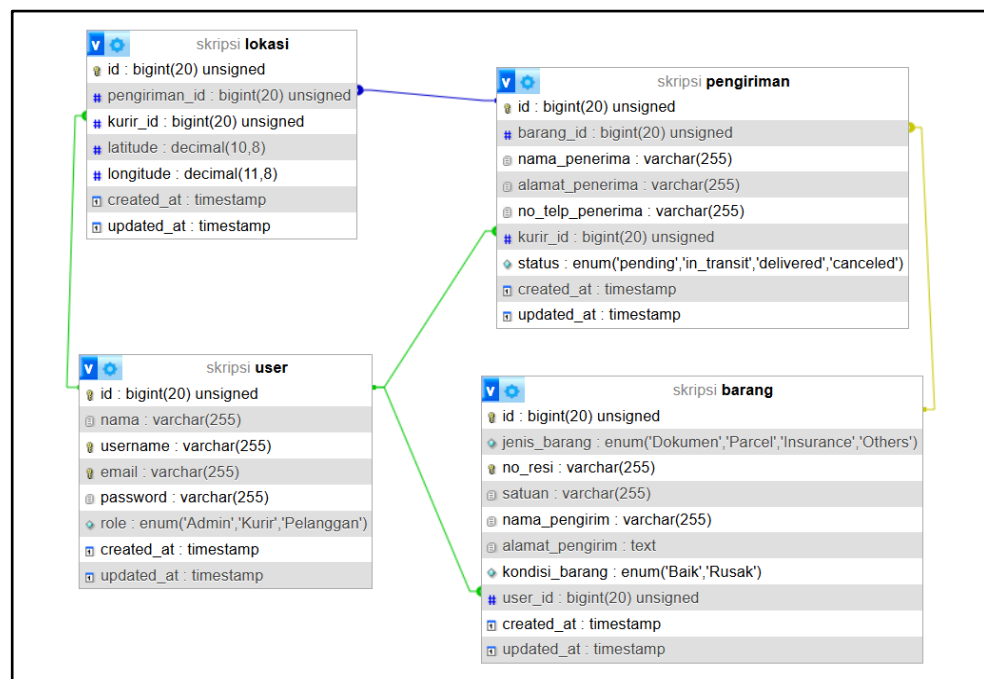 skripsi lokasi
id : bigint(20) unsigned
pengiriman_id : bigint(20) unsigned
kurir_id : bigint(20) unsigned
latitude : decimal(10,8)
longitude : decimal(11,8)
created_at : timestamp
updated_at : timestamp
skripsi pengiriman
id : bigint(20) unsigned
barang_id : bigint(20) unsigned
nama_penerima : varchar(255)
alamat_penerima : varchar(255)
no_telp_penerima : varchar(255)
kurir_id : bigint(20) unsigned
status : enum('pending','in_transit','delivered','canceled')
created_at : timestamp
updated_at : timestamp
skripsi user
id : bigint(20) unsigned
nama : varchar(255)
username : varchar(255)
email : varchar(255)
password : varchar(255)
role : enum('Admin','Kurir','Pelanggan')
created_at : timestamp
updated_at : timestamp
skripsi barang
id : bigint(20) unsigned
jenis_barang : enum('Dokumen','Parcel','Insurance','Others')
no_resi : varchar(255)
satuan : varchar(255)
nama_pengirim : varchar(255)
alamat_pengirim : text
kondisi_barang : enum('Baik','Rusak')
user_id : bigint(20) unsigned
created_at : timestamp
updated_at : timestamp